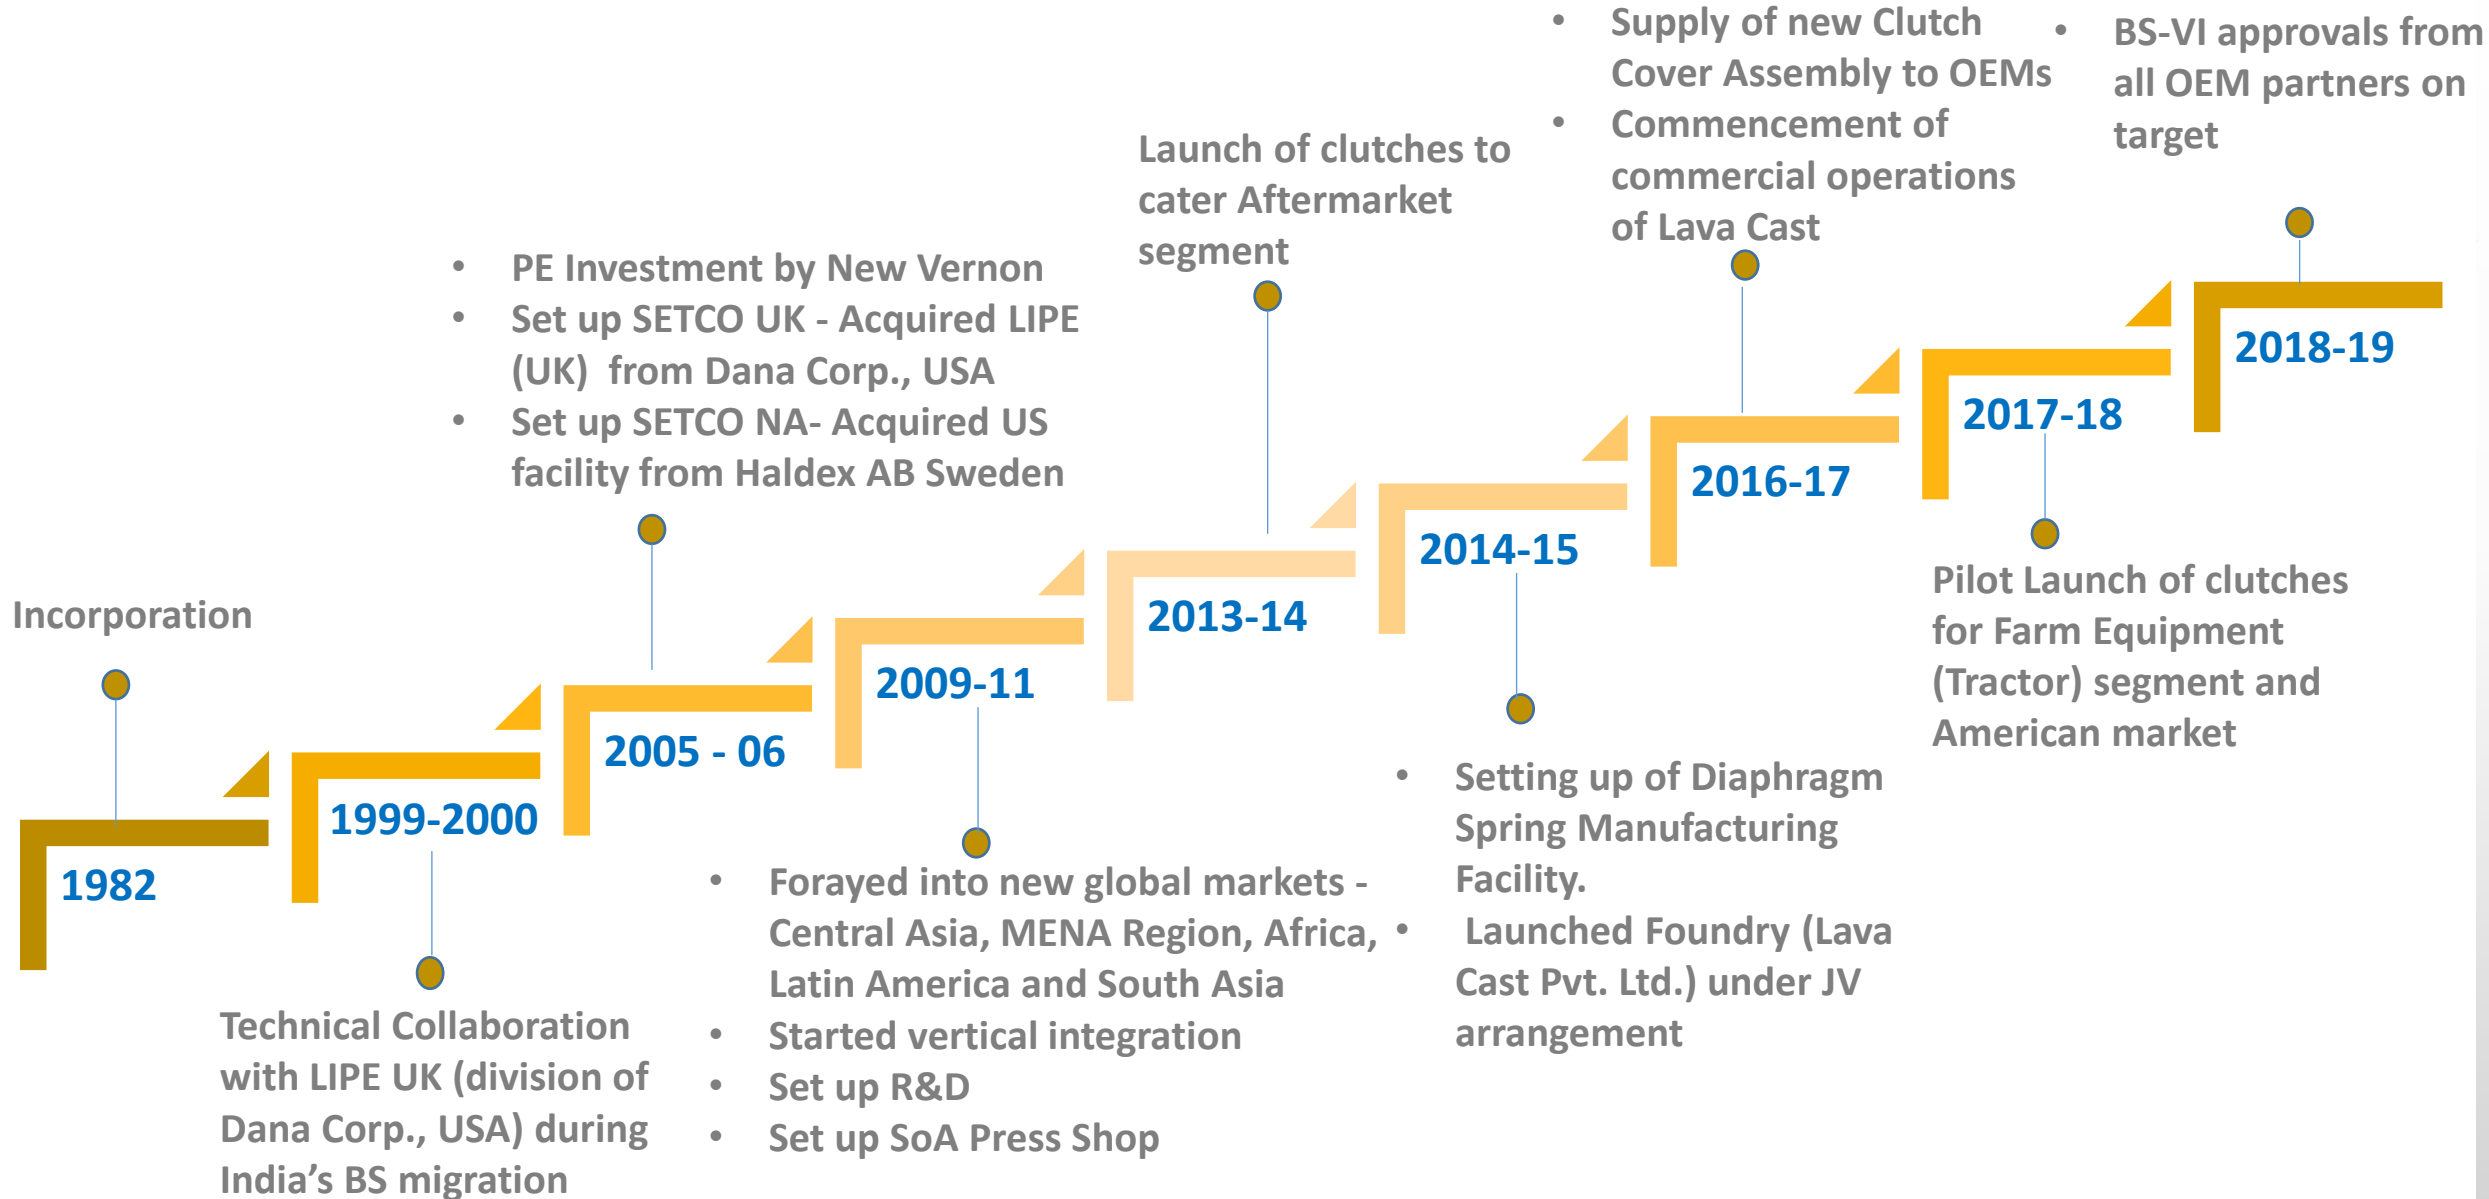 Incorporation
1982
1999-2000
Technical Collaboration
with LIPE UK (division of
Dana Corp., USA) during
India’s BS migration
• PE Investment by New Vernon
• Set up SETCO UK - Acquired LIPE
(UK)  from Dana Corp., USA
• Set up SETCO NA- Acquired US
facility from Haldex AB Sweden
2005 - 06
2009-11
• Forayed into new global markets -
Central Asia, MENA Region, Africa,
Latin America and South Asia
• Started vertical integration
• Set up R&D
• Set up SoA Press Shop
Launch of clutches to
cater Aftermarket
segment
2013-14
2014-15
• Setting up of Diaphragm
Spring Manufacturing
Facility.
• Launched Foundry (Lava
Cast Pvt. Ltd.) under JV
arrangement
• Supply of new Clutch
Cover Assembly to OEMs
• Commencement of
commercial operations
of Lava Cast
2016-17
2017-18
Pilot Launch of clutches
for Farm Equipment
(Tractor) segment and
American market
• BS-VI approvals from
all OEM partners on
target
2018-19